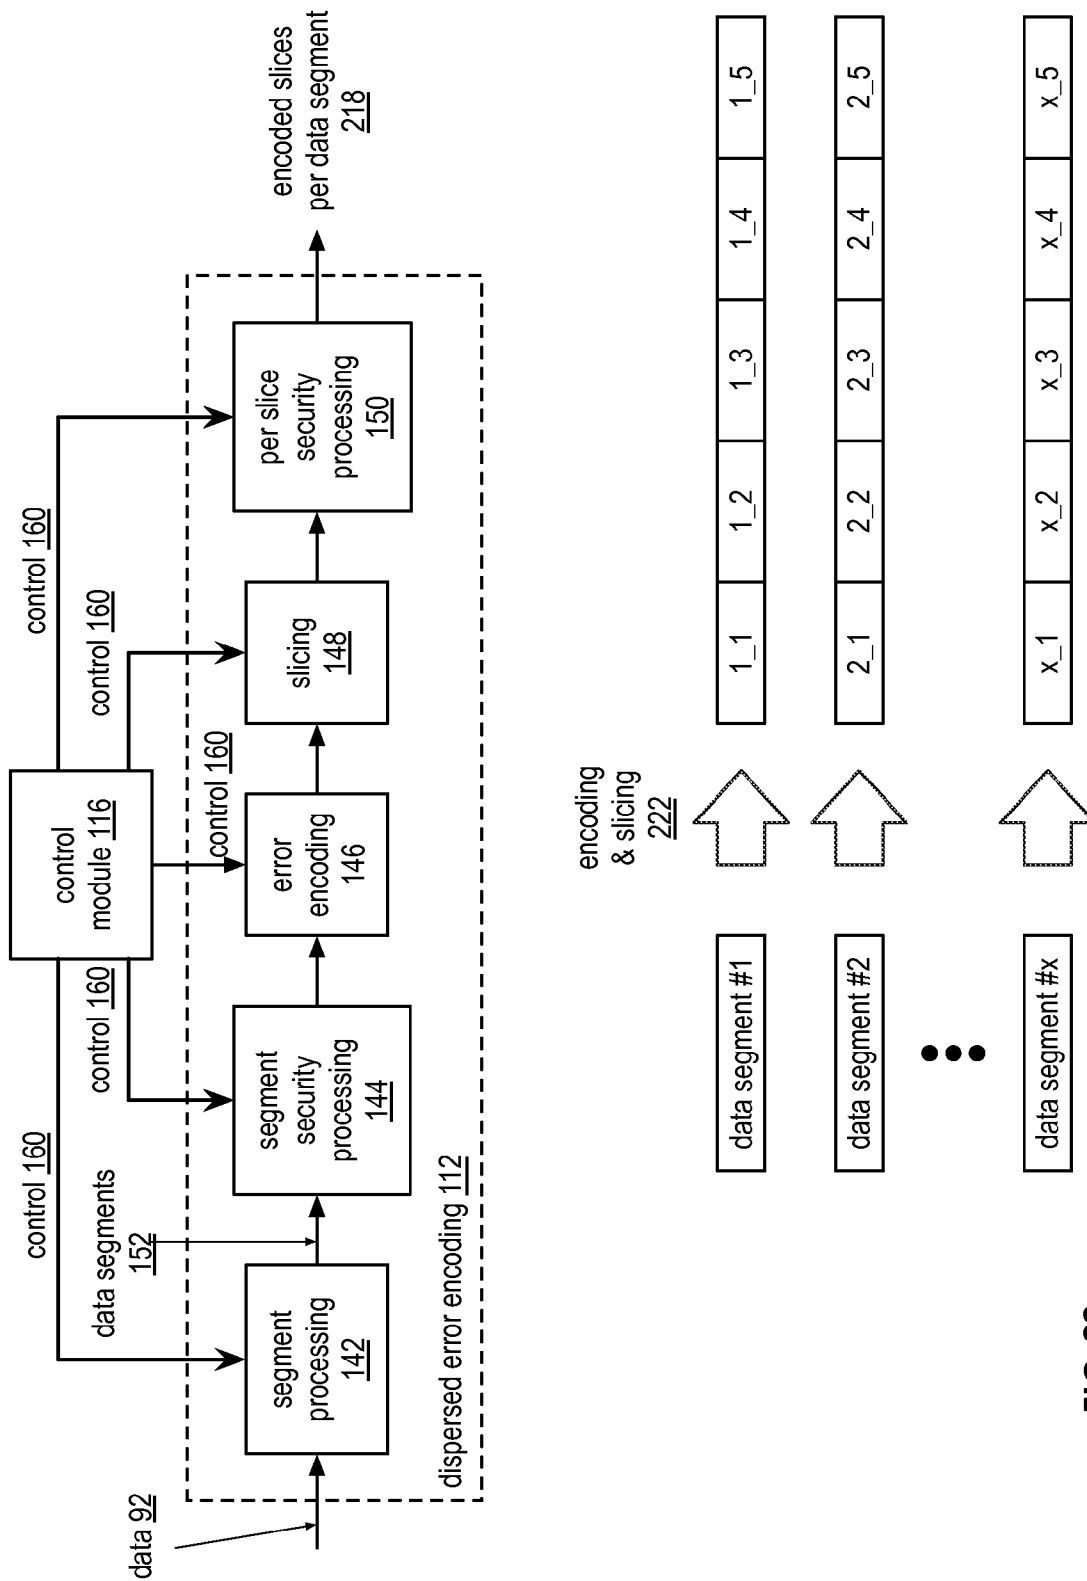 control
module 116
control 160
control 160
control 160
control 160
control 160
data 92
data segments
152
segment
processing
142
segment
security
processing
144
error
encoding
146
slicing
148
per slice
security
processing
150
encoded slices
per data segment
218
dispersed error encoding 112
encoding
& slicing
222
data segment #1
1_1
1_2
1_3
1_4
1_5
data segment #2
2_1
2_2
2_3
2_4
2_5
data segment #x
x_1
x_2
x_3
x_4
x_5